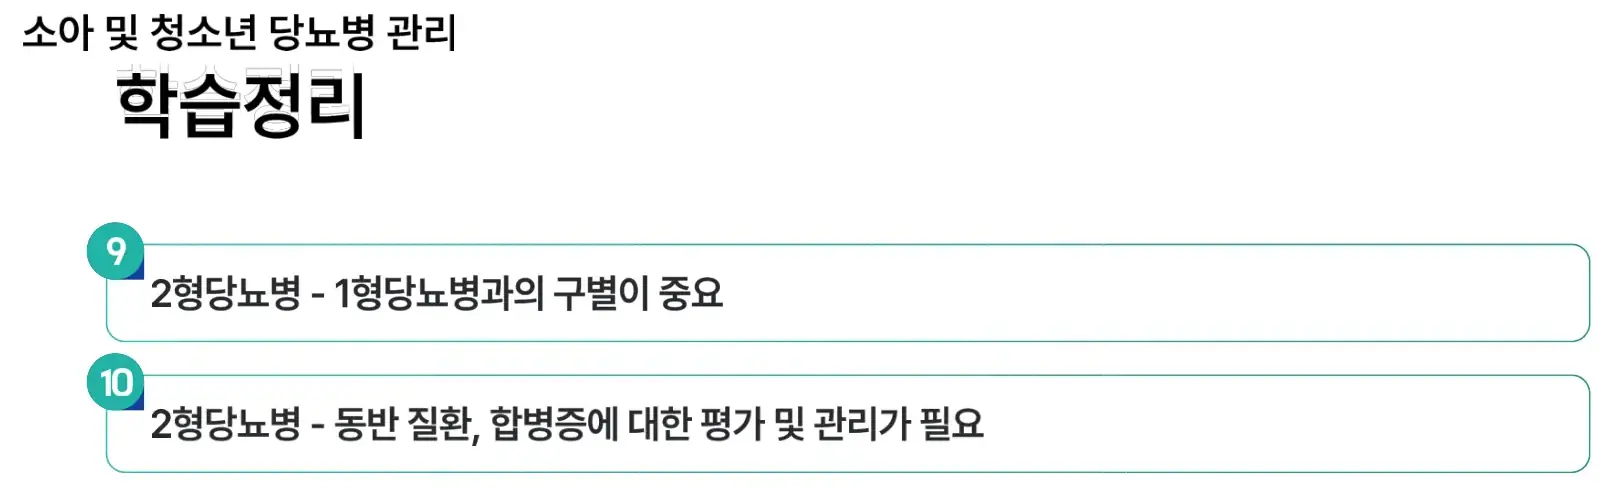 소아 및 청소년 당뇨병 관리
학습정리
9
2형당뇨병 - 1형당뇨병과의 구별이 중요
10
2형당뇨병 - 동반 질환, 합병증에 대한 평가 및 관리가 필요